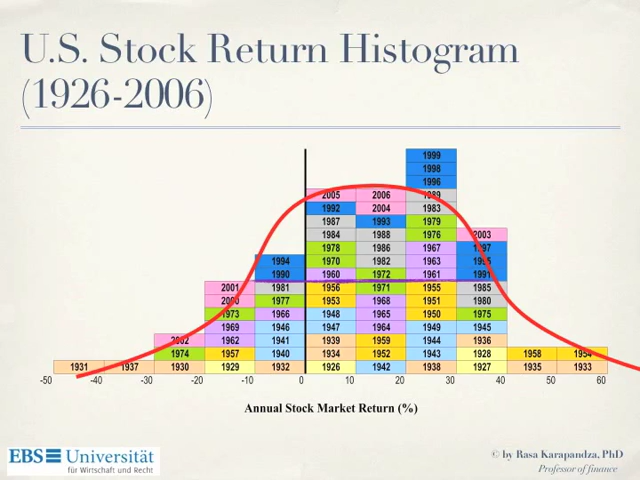 U.S. Stock Return Histogram
(1926-2006)
1999
1998
1996
2005 2006 1989
1992 2004 1983
1987 1993 1979
1984 1988 1976 2003
1978 1986 1967 1997
1994 1970 1982 1963 1995
1990 1960 1972 1961 1991
2001 1981 1956 1971 1955 1985
2000 1977 1953 1968 1951 1980
1973 1966 1948 1965 1950 1975
1969 1946 1947 1964 1949 1945
2002 1962 1941 1939 1959 1944 1936
1974 1957 1940 1934 1952 1943 1928 1958 1954
1931 1937 1930 1929 1932 1926 1942 1938 1927 1935 1933
-50 -40 -30 -20 -10 0 10 20 30 40 50 60
Annual Stock Market Return (%)
EBS Universität
für Wirtschaft und Recht
© by Rasa Karapandza, PhD
Professor of finance